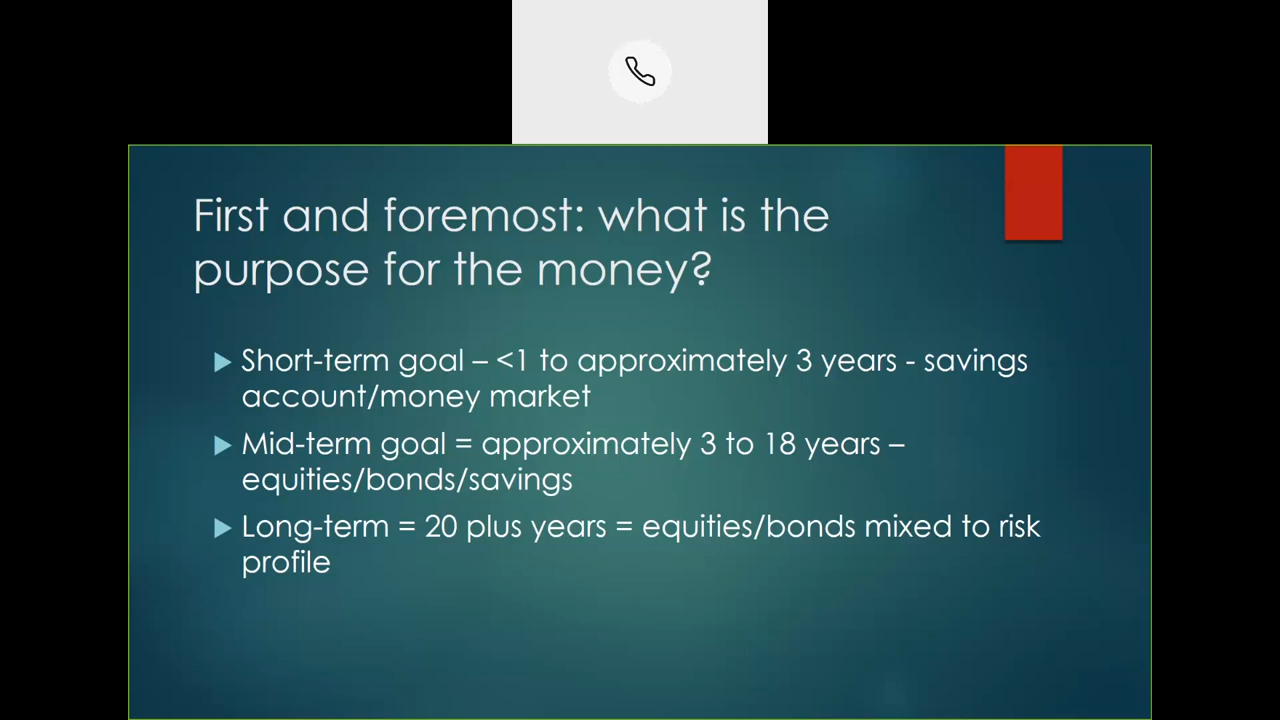 First and foremost: what is the
purpose for the money?
Short-term goal – <1 to approximately 3 years - savings
account/money market
Mid-term goal = approximately 3 to 18 years –
equities/bonds/savings
Long-term = 20 plus years = equities/bonds mixed to risk
profile